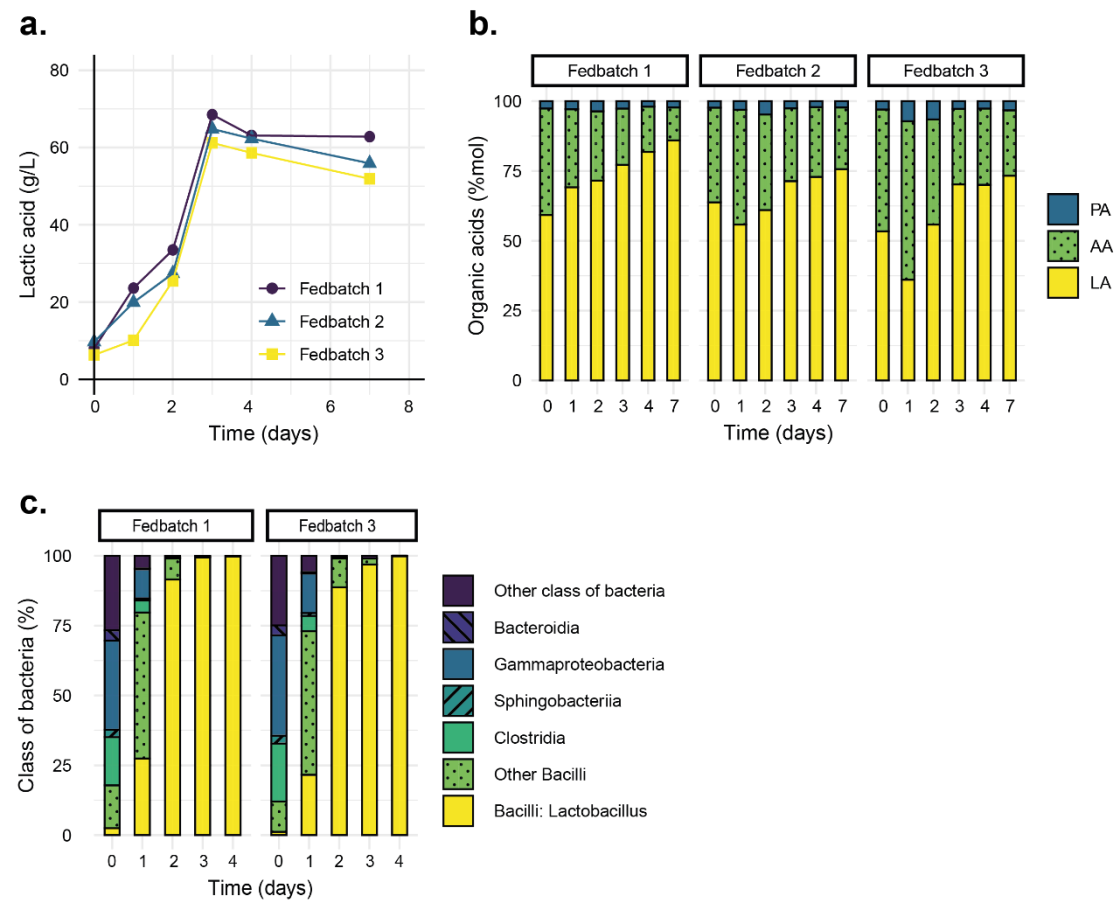 a.
Lactic acid (g/L)
80
60
40
20
0
0 2 4 6 8
Time (days)
Fedbatch 1
Fedbatch 2
Fedbatch 3
b.
Fedbatch 1 Fedbatch 2 Fedbatch 3
Organic acids (%mol)
100
75
50
25
0
0 1 2 3 4 7 0 1 2 3 4 7 0 1 2 3 4 7
Time (days)
PA
AA
LA
c.
Fedbatch 1 Fedbatch 3
Class of bacteria (%)
100
75
50
25
0
0 1 2 3 4 0 1 2 3 4
Time (days)
Other class of bacteria
Bacteroidia
Gammaproteobacteria
Sphingobacteriia
Clostridia
Other Bacilli
Bacilli: Lactobacillus